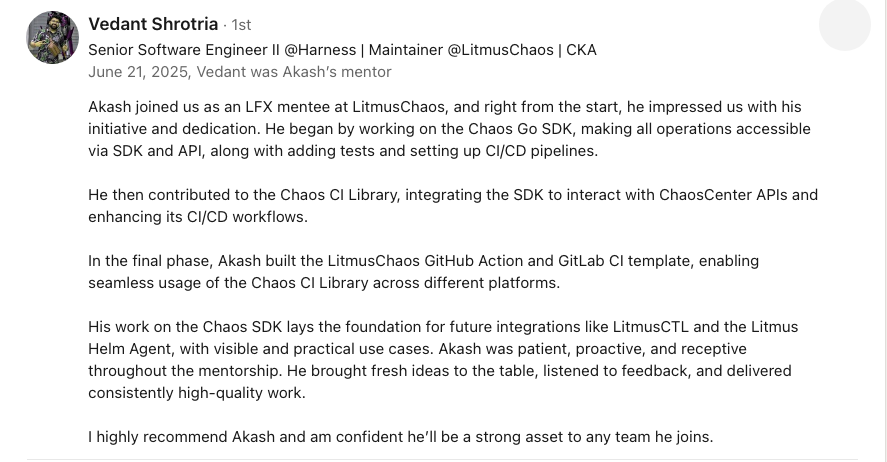 Vedant Shrotria · 1st
Senior Software Engineer II @Harness | Maintainer @LitmusChaos | CKA
June 21, 2025, Vedant was Akash’s mentor
Akash joined us as an LFX mentee at LitmusChaos, and right from the start, he impressed us with his
initiative and dedication. He began by working on the Chaos Go SDK, making all operations accessible
via SDK and API, along with adding tests and setting up CI/CD pipelines.
He then contributed to the Chaos CI Library, integrating the SDK to interact with ChaosCenter APIs and
enhancing its CI/CD workflows.
In the final phase, Akash built the LitmusChaos GitHub Action and GitLab CI template, enabling
seamless usage of the Chaos CI Library across different platforms.
His work on the Chaos SDK lays the foundation for future integrations like LitmusCTL and the Litmus
Helm Agent, with visible and practical use cases. Akash was patient, proactive, and receptive
throughout the mentorship. He brought fresh ideas to the table, listened to feedback, and delivered
consistently high-quality work.
I highly recommend Akash and am confident he’ll be a strong asset to any team he joins.